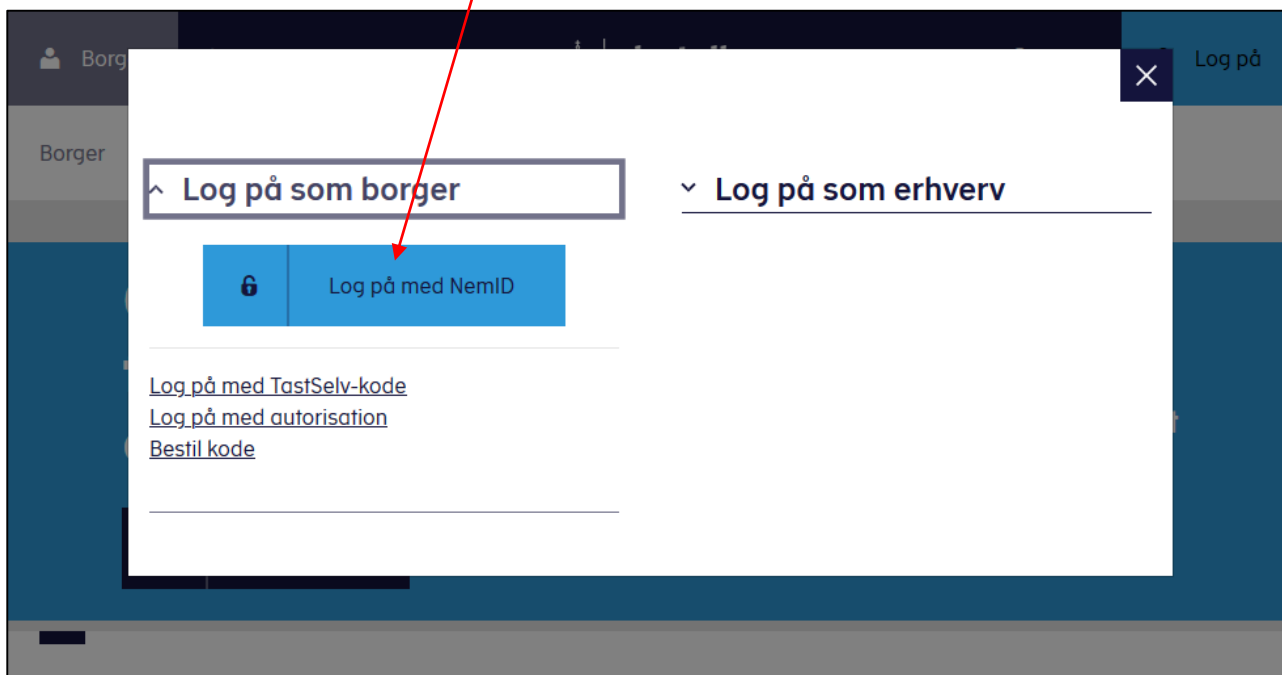 Log på
Borger
Log på som borger
Log på med NemID
Log på med TastSelv-kode
Log på med autorisation
Bestil kode
Log på som erhverv